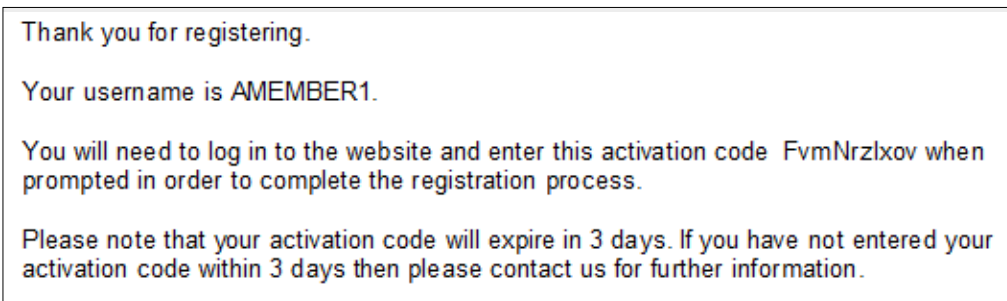 Thank you for registering.
Your username is AMEMBER1.
You will need to log in to the website and enter this activation code FvmNrzlxov when
prompted in order to complete the registration process.
Please note that your activation code will expire in 3 days. If you have not entered your
activation code within 3 days then please contact us for further information.